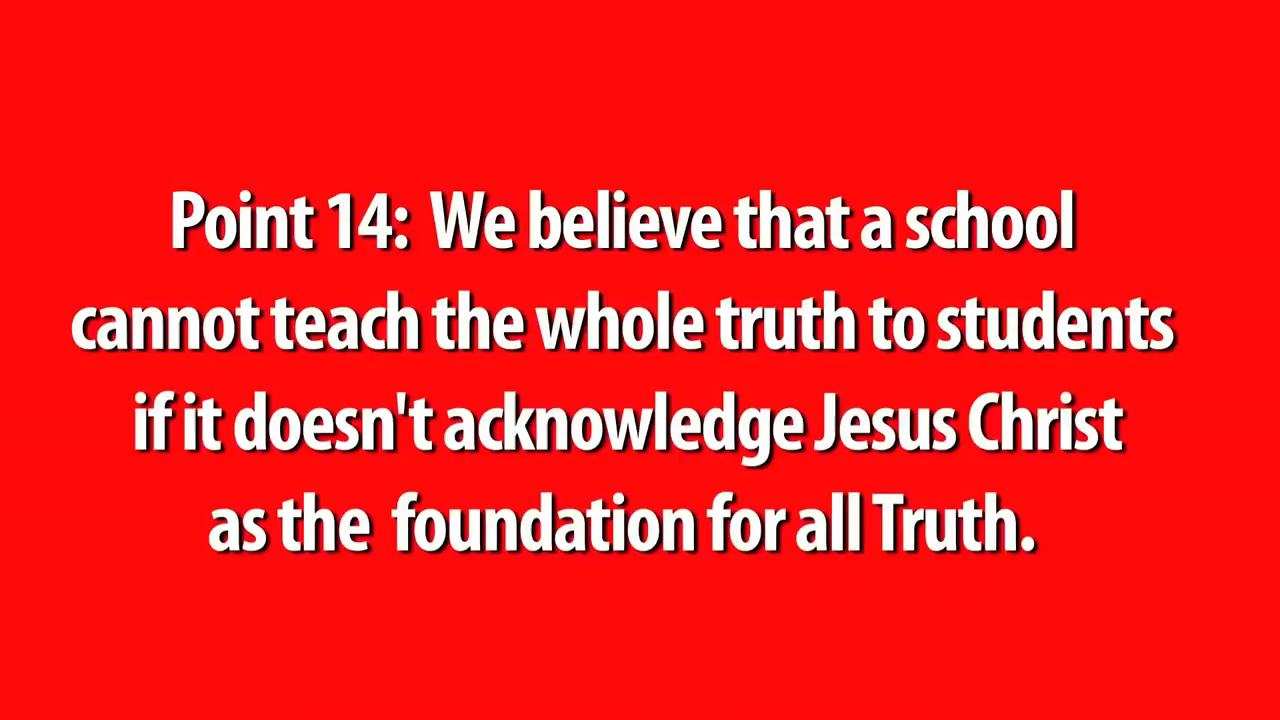 Point 14:  We believe that a school
cannot teach the whole truth to students
if it doesn't acknowledge Jesus Christ
as the  foundation for all Truth.